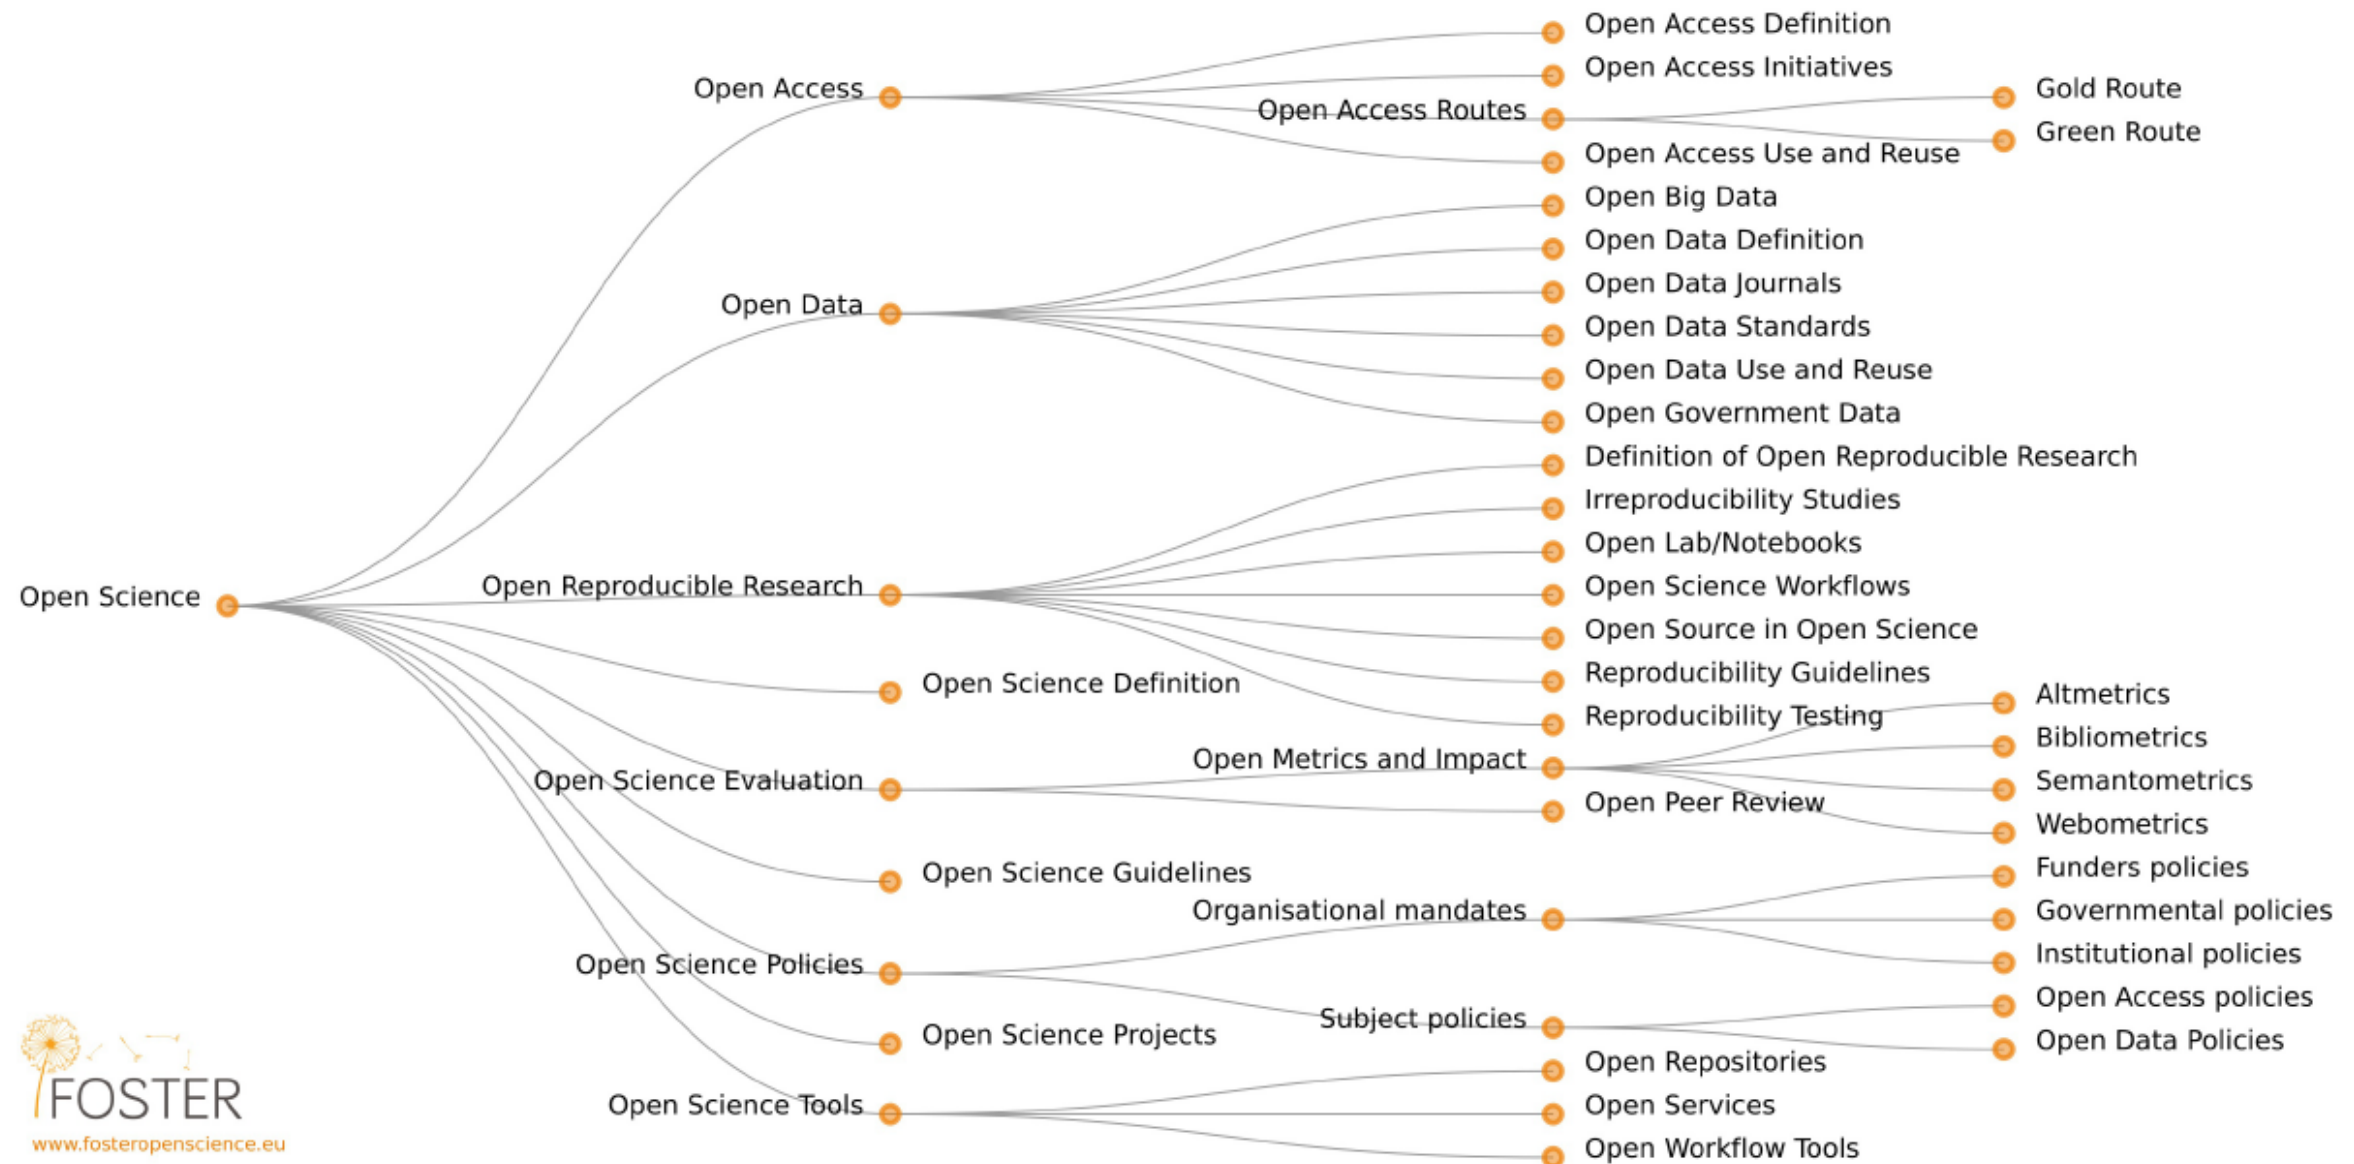 Open Science
Open Access
Open Access Definition
Open Access Initiatives
Open Access Routes
Gold Route
Green Route
Open Access Use and Reuse
Open Data
Open Big Data
Open Data Definition
Open Data Journals
Open Data Standards
Open Data Use and Reuse
Open Government Data
Open Reproducible Research
Definition of Open Reproducible Research
Irreproducibility Studies
Open Lab/Notebooks
Open Science Workflows
Open Source in Open Science
Reproducibility Guidelines
Reproducibility Testing
Open Science Definition
Open Science Evaluation
Open Metrics and Impact
Altmetrics
Bibliometrics
Semantometrics
Webometrics
Open Peer Review
Open Science Guidelines
Open Science Policies
Organisational mandates
Funders policies
Governmental policies
Institutional policies
Subject policies
Open Access policies
Open Data Policies
Open Science Projects
Open Science Tools
Open Repositories
Open Services
Open Workflow Tools
FOSTER
www.fosteropenscience.eu